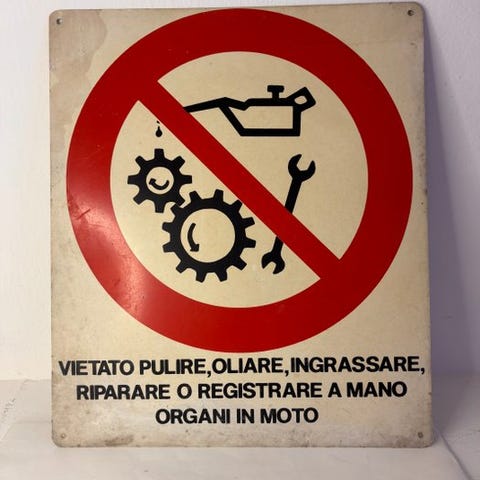 VIETATO PULIRE,OLIARE,INGRASSARE,
RIPARARE O REGISTRARE A MANO
ORGANI IN MOTO